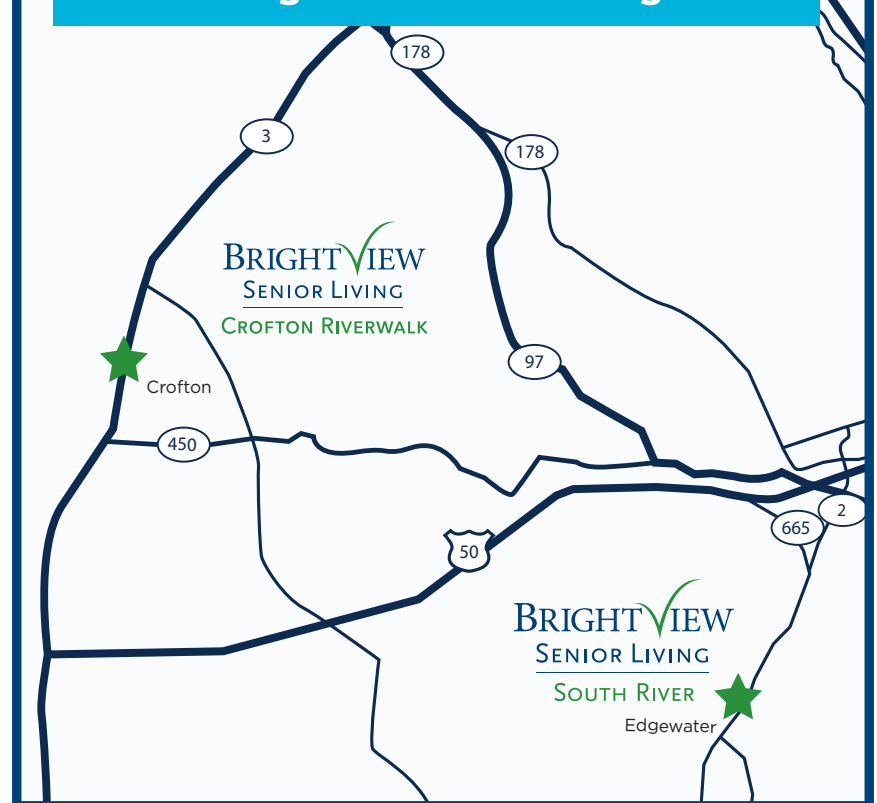 178
3
178
BRIGHTVIEW
SENIOR LIVING
CROFTON RIVERWALK
97
Crofton
450
2
665
50
BRIGHTVIEW
SENIOR LIVING
SOUTH RIVER
Edgewater